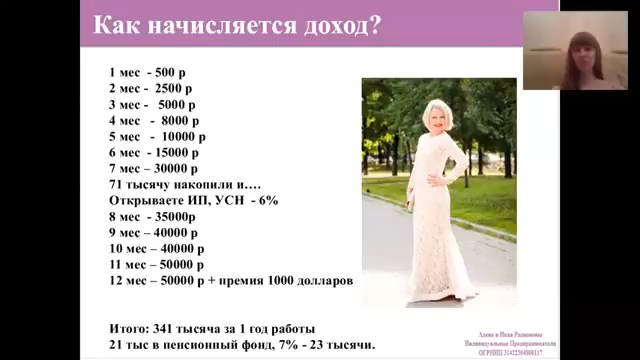 Как начисляется доход?
1 мес - 500 р
2 мес - 2500 р
3 мес - 5000 р
4 мес - 8000 р
5 мес - 10000 р
6 мес - 15000 р
7 мес – 30000 р
71 тысячу накопили и….
Открываете ИП, УСН - 6%
8 мес - 35000р
9 мес – 40000 р
10 мес – 40000 р
11 мес – 50000 р
12 мес – 50000 р + премия 1000 долларов
Итого: 341 тысяча за 1 год работы
21 тыс в пенсионный фонд, 7% - 23 тысячи.
Индивидуальные Предприниматели
ОГРНИП